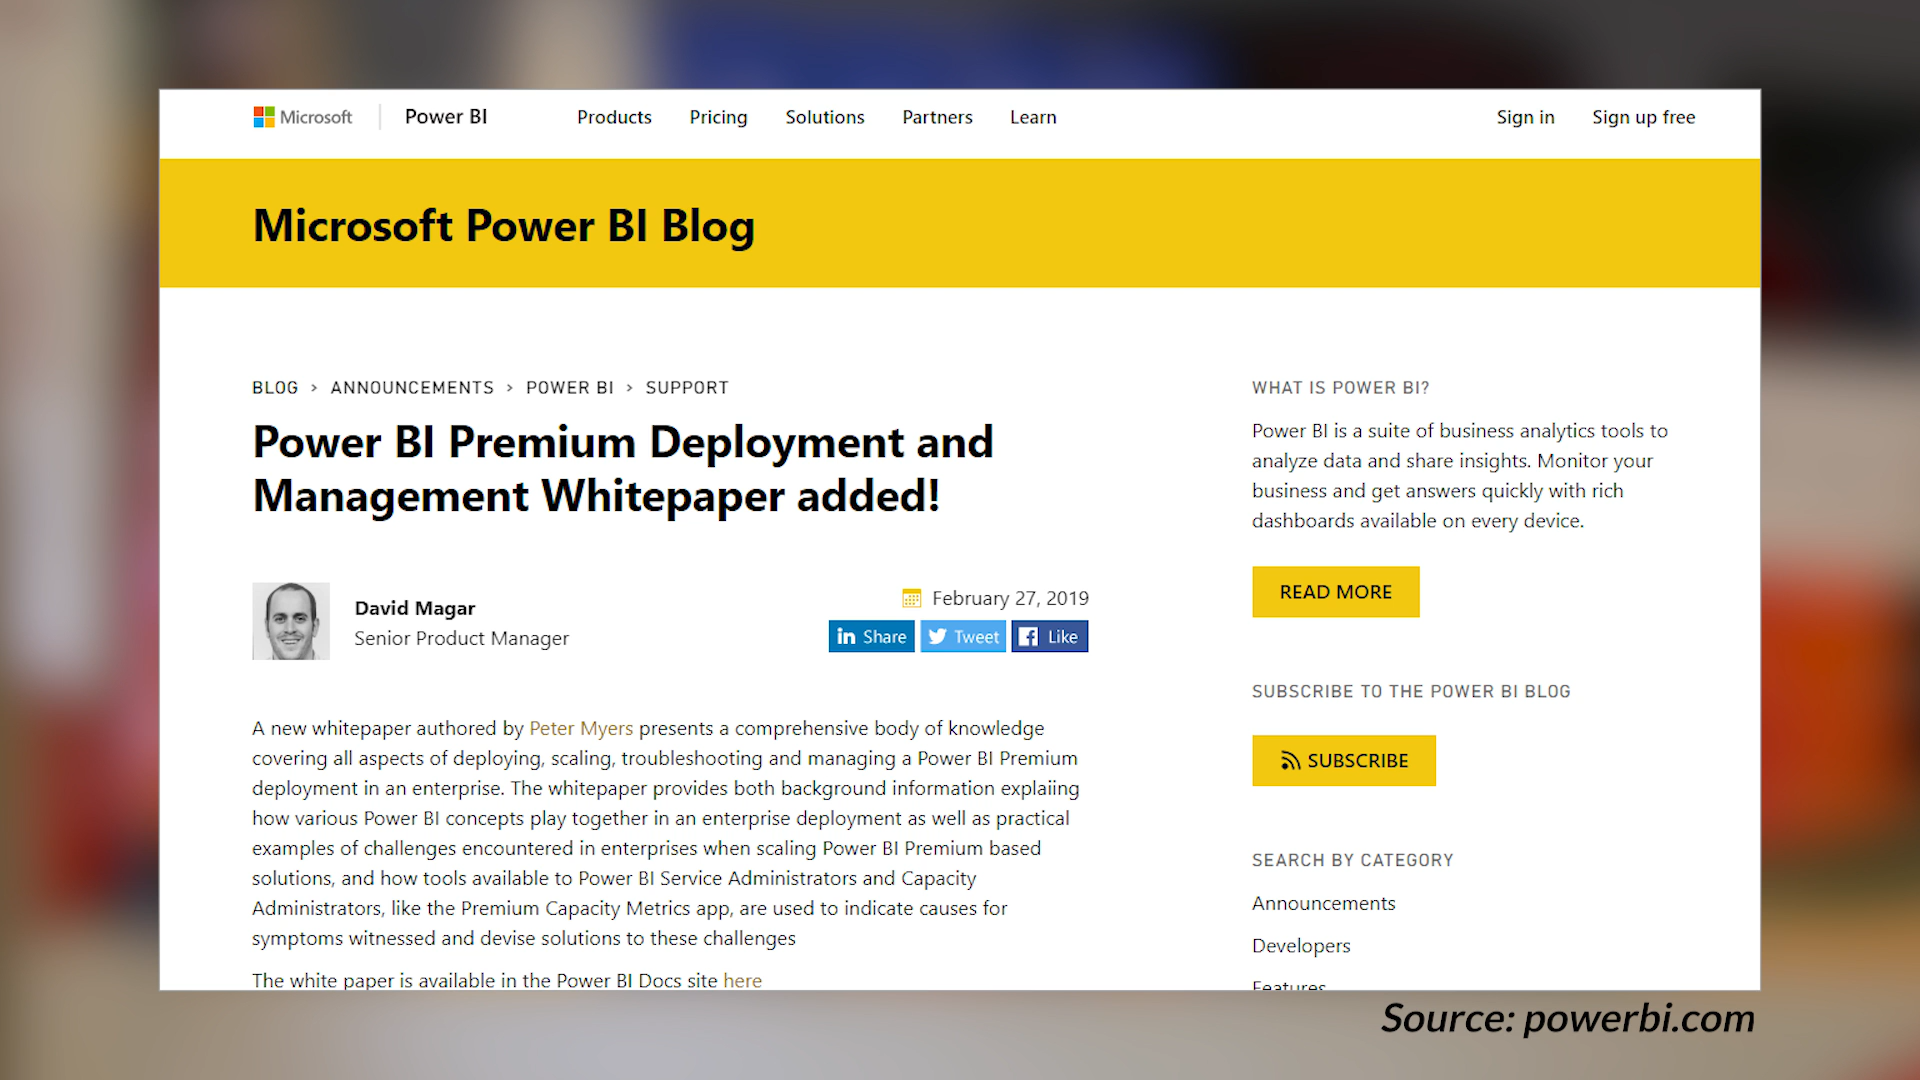 Microsoft Power BI Products Pricing Solutions Partners Learn Sign in Sign up free
Microsoft Power BI Blog
BLOG > ANNOUNCEMENTS > POWER BI > SUPPORT
Power BI Premium Deployment and
Management Whitepaper added!
David Magar
Senior Product Manager
February 27, 2019
Share Tweet Like
A new whitepaper authored by Peter Myers presents a comprehensive body of knowledge
covering all aspects of deploying, scaling, troubleshooting and managing a Power BI Premium
deployment in an enterprise. The whitepaper provides both background information explaiing
how various Power BI concepts play together in an enterprise deployment as well as practical
examples of challenges encountered in enterprises when scaling Power BI Premium based
solutions, and how tools available to Power BI Service Administrators and Capacity
Administrators, like the Premium Capacity Metrics app, are used to indicate causes for
symptoms witnessed and devise solutions to these challenges
The white paper is available in the Power BI Docs site here
WHAT IS POWER BI?
Power BI is a suite of business analytics tools to
analyze data and share insights. Monitor your
business and get answers quickly with rich
dashboards available on every device.
READ MORE
SUBSCRIBE TO THE POWER BI BLOG
SUBSCRIBE
SEARCH BY CATEGORY
Announcements
Developers
Features
Source: powerbi.com